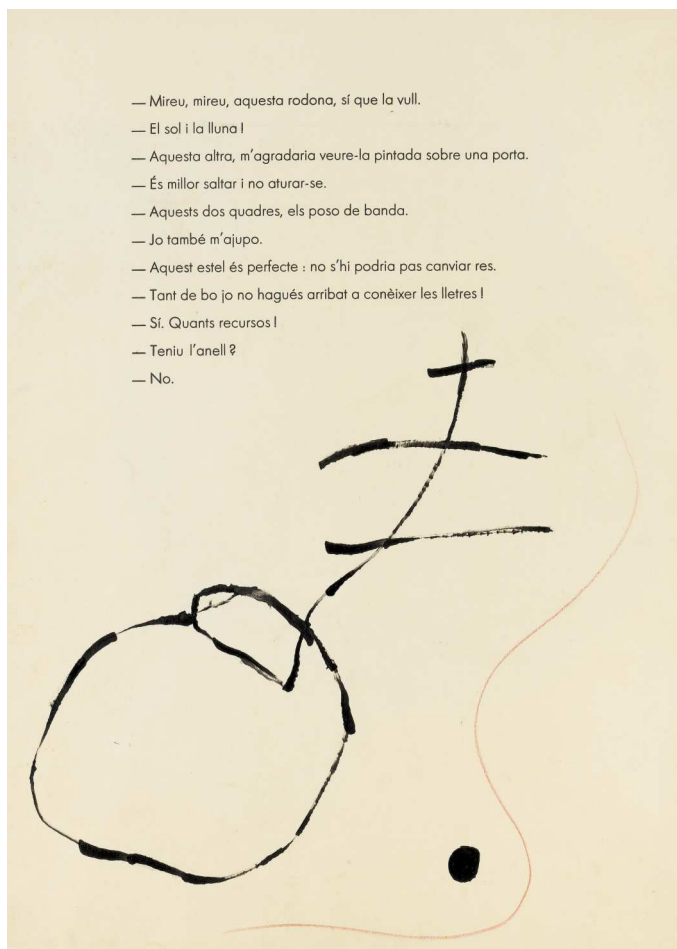 — Mireu, mireu, aquesta rodona, sí que la vull.
— El sol i la lluna !
— Aquesta altra, m’agradaria veure-la pintada sobre una porta.
— És millor saltar i no aturar-se.
— Aquests dos quadres, els poso de banda.
— Jo també m’ajupo.
— Aquest estel és perfecte : no s’hi podria pas canviar res.
— Tant de bo jo no hagués arribat a conèixer les lletres !
— Sí. Quants recursos !
— Teniu l’anell ?
— No.